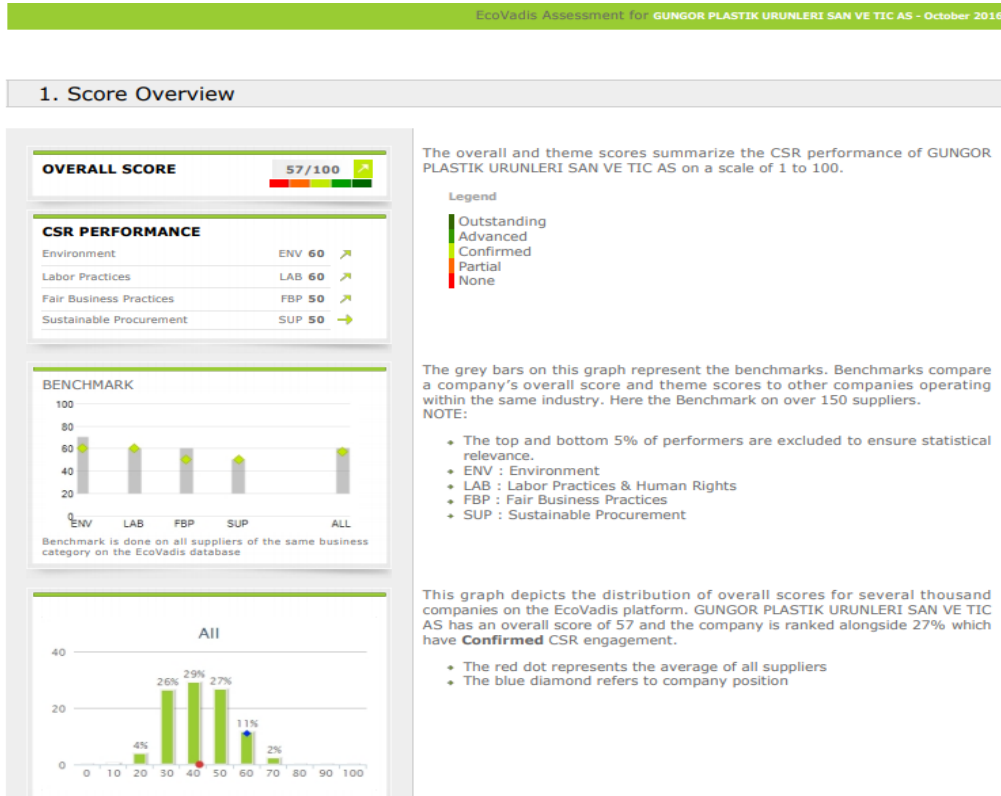 EcoVadis Assessment for GUNGOR PLASTIK URUNLERI SAN VE TIC AS - October 2016
1. Score Overview
OVERALL SCORE 57/100
CSR PERFORMANCE
Environment ENV 60
Labor Practices LAB 60
Fair Business Practices FBP 50
Sustainable Procurement SUP 50
The overall and theme scores summarize the CSR performance of GUNGOR
PLASTIK URUNLERI SAN VE TIC AS on a scale of 1 to 100.
Legend
Outstanding
Advanced
Confirmed
Partial
None
BENCHMARK
100
80
60
40
20
0
ENV LAB FBP SUP ALL
Benchmark is done on all suppliers of the same business
category on the EcoVadis database
The grey bars on this graph represent the benchmarks. Benchmarks compare
a company's overall score and theme scores to other companies operating
within the same industry. Here the Benchmark on over 150 suppliers.
NOTE:
The top and bottom 5% of performers are excluded to ensure statistical
relevance.
ENV : Environment
LAB : Labor Practices & Human Rights
FBP : Fair Business Practices
SUP : Sustainable Procurement
All
40
20
0
4% 26% 29% 27% 11% 2%
0 10 20 30 40 50 60 70 80 90 100
This graph depicts the distribution of overall scores for several thousand
companies on the EcoVadis platform. GUNGOR PLASTIK URUNLERI SAN VE TIC
AS has an overall score of 57 and the company is ranked alongside 27% which
have Confirmed CSR engagement.
The red dot represents the average of all suppliers
The blue diamond refers to company position